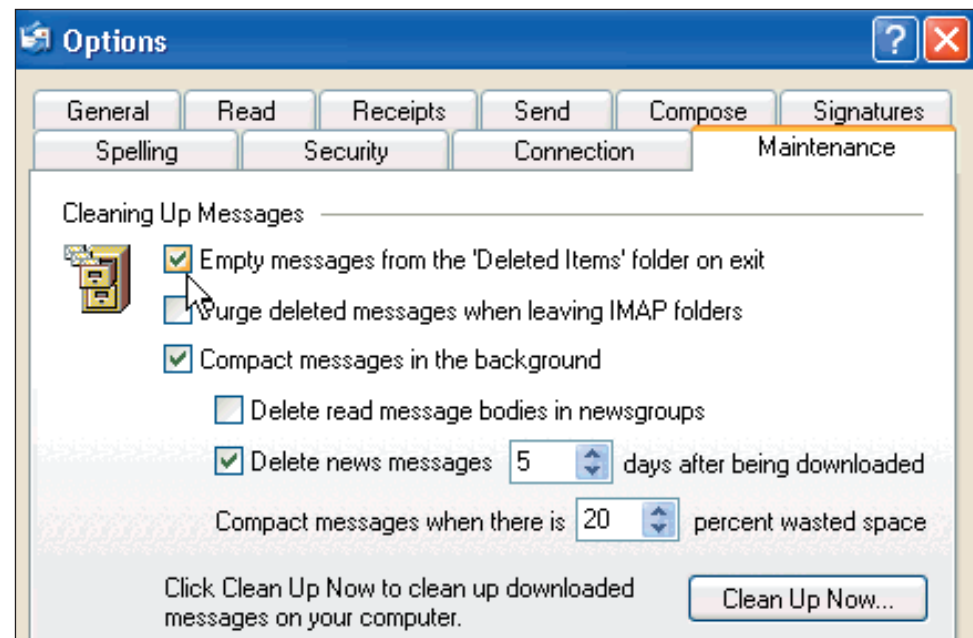 Options
General Read Receipts Send Compose Signatures
Spelling Security Connection Maintenance
Cleaning Up Messages
Empty messages from the 'Deleted Items' folder on exit
Purge deleted messages when leaving IMAP folders
Compact messages in the background
Delete read message bodies in newsgroups
Delete news messages 5 days after being downloaded
Compact messages when there is 20 percent wasted space
Click Clean Up Now to clean up downloaded
messages on your computer.
Clean Up Now...